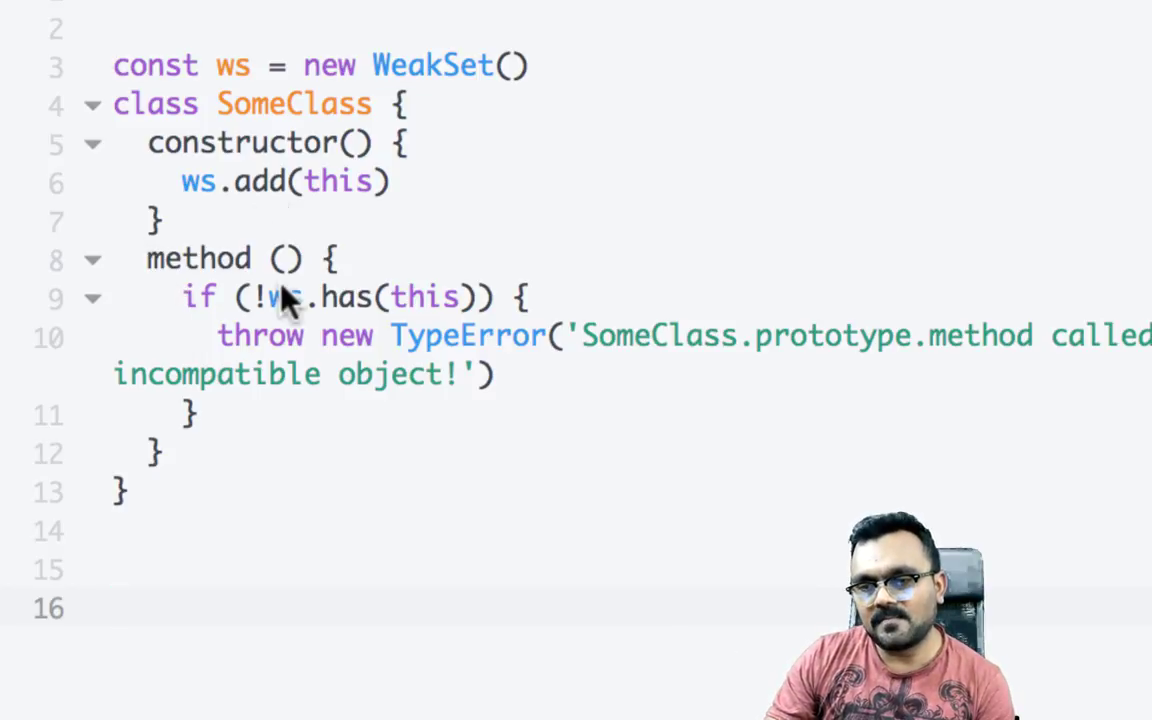 2
3 const ws = new WeakSet()
4 class SomeClass {
5 constructor() {
6 ws.add(this)
7 }
8 method () {
9 if (!ws.has(this)) {
10 throw new TypeError('SomeClass.prototype.method called
incompatible object!')
11 }
12 }
13 }
14
15
16